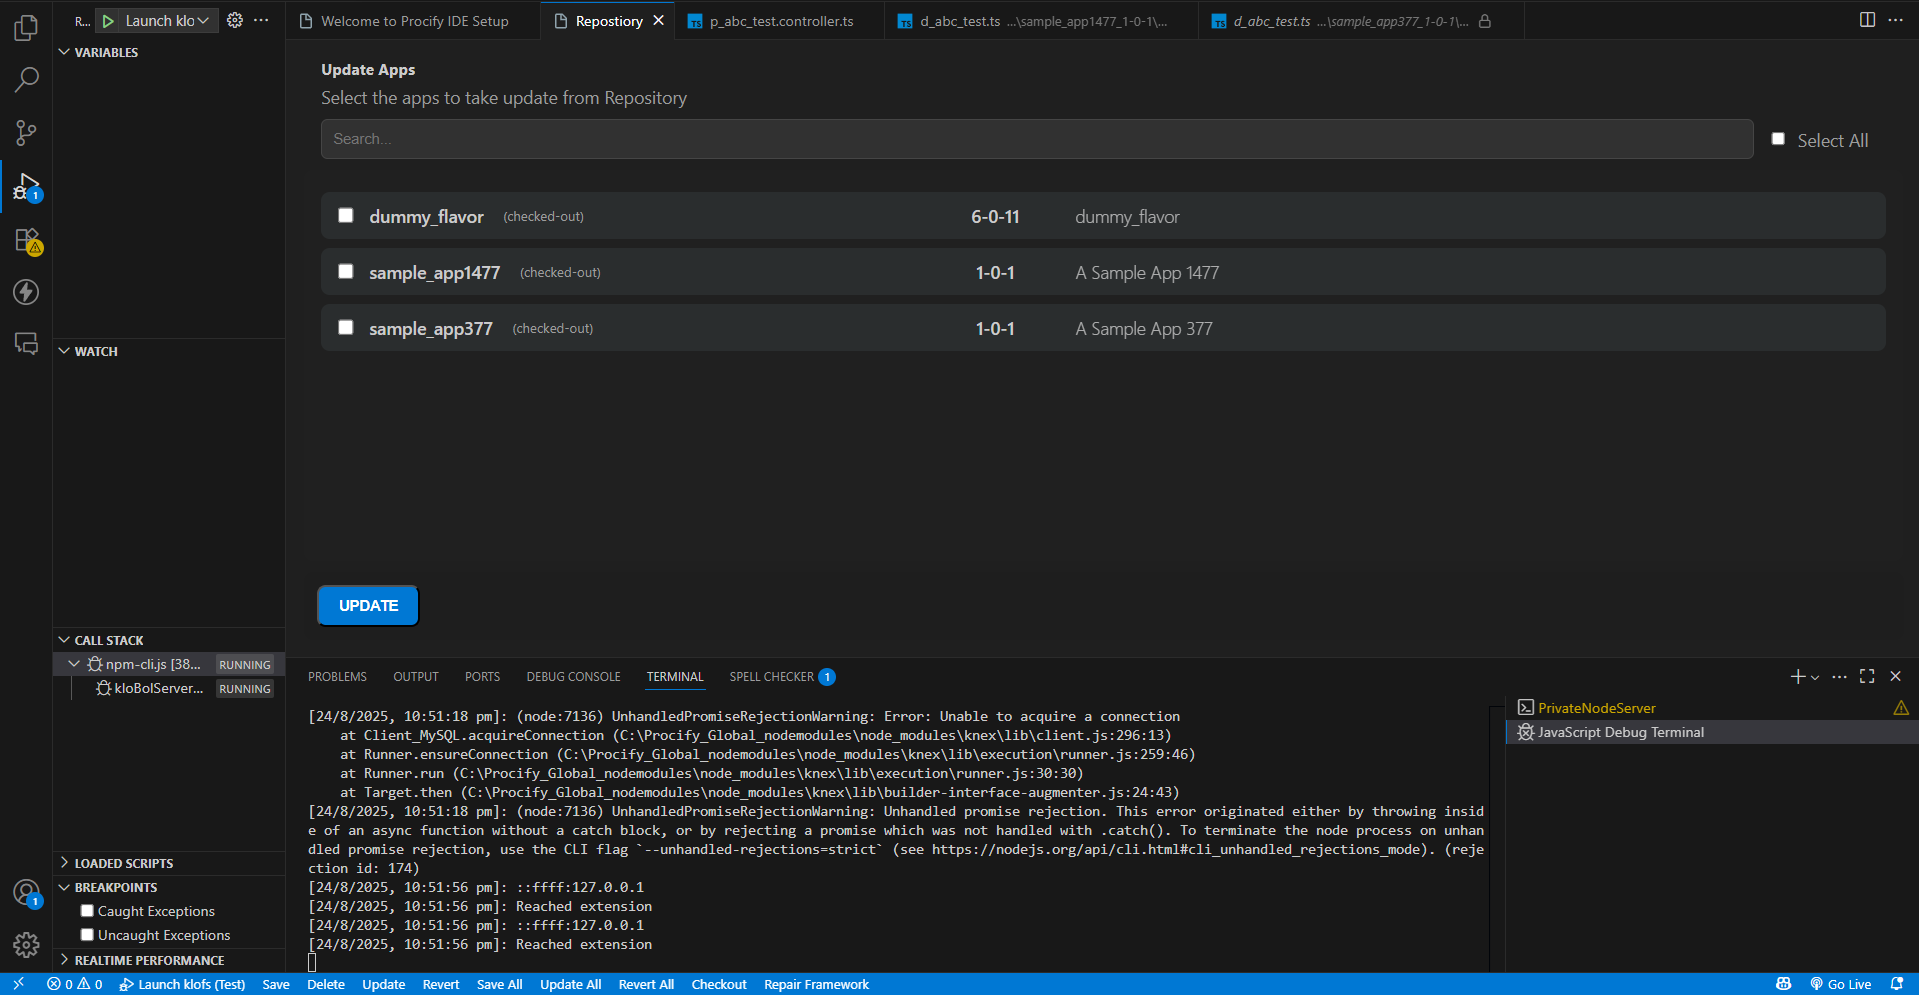 R... Launch klo
Welcome to Procify IDE Setup
Repostiory
TS p_abc_test.controller.ts
TS d_abc_test.ts ...\sample_app1477_1-0-1\...
TS d_abc_test.ts ...\sample_app377_1-0-1\...
VARIABLES
Update Apps
Select the apps to take update from Repository
Search...
Select All
dummy_flavor (checked-out) 6-0-11 dummy_flavor
sample_app1477 (checked-out) 1-0-1 A Sample App 1477
sample_app377 (checked-out) 1-0-1 A Sample App 377
1
WATCH
UPDATE
CALL STACK
npm-cli.js [38... RUNNING
kloBolServer... RUNNING
PROBLEMS OUTPUT PORTS DEBUG CONSOLE TERMINAL SPELL CHECKER 1
[24/8/2025, 10:51:18 pm]: (node:7136) UnhandledPromiseRejectionWarning: Error: Unable to acquire a connection
at Client_MySQL.acquireConnection (C:\Procify_Global_nodemodules\node_modules\knex\lib\client.js:296:13)
at Runner.ensureConnection (C:\Procify_Global_nodemodules\node_modules\knex\lib\execution\runner.js:259:46)
at Runner.run (C:\Procify_Global_nodemodules\node_modules\knex\lib\execution\runner.js:30:30)
at Target.then (C:\Procify_Global_nodemodules\node_modules\knex\lib\builder-interface-augmenter.js:24:43)
[24/8/2025, 10:51:18 pm]: (node:7136) UnhandledPromiseRejectionWarning: Unhandled promise rejection. This error originated either by throwing insid
e of an async function without a catch block, or by rejecting a promise which was not handled with .catch(). To terminate the node process on unhan
dled promise rejection, use the CLI flag `--unhandled-rejections=strict` (see https://nodejs.org/api/cli.html#cli_unhandled_rejections_mode). (reje
ction id: 174)
[24/8/2025, 10:51:56 pm]: ::ffff:127.0.0.1
[24/8/2025, 10:51:56 pm]: Reached extension
[24/8/2025, 10:51:56 pm]: ::ffff:127.0.0.1
[24/8/2025, 10:51:56 pm]: Reached extension
PrivateNodeServer
JavaScript Debug Terminal
LOADED SCRIPTS
BREAKPOINTS
Caught Exceptions
Uncaught Exceptions
REALTIME PERFORMANCE
1
0 0 Launch klofs (Test) Save Delete Update Revert Save All Update All Revert All Checkout Repair Framework Go Live